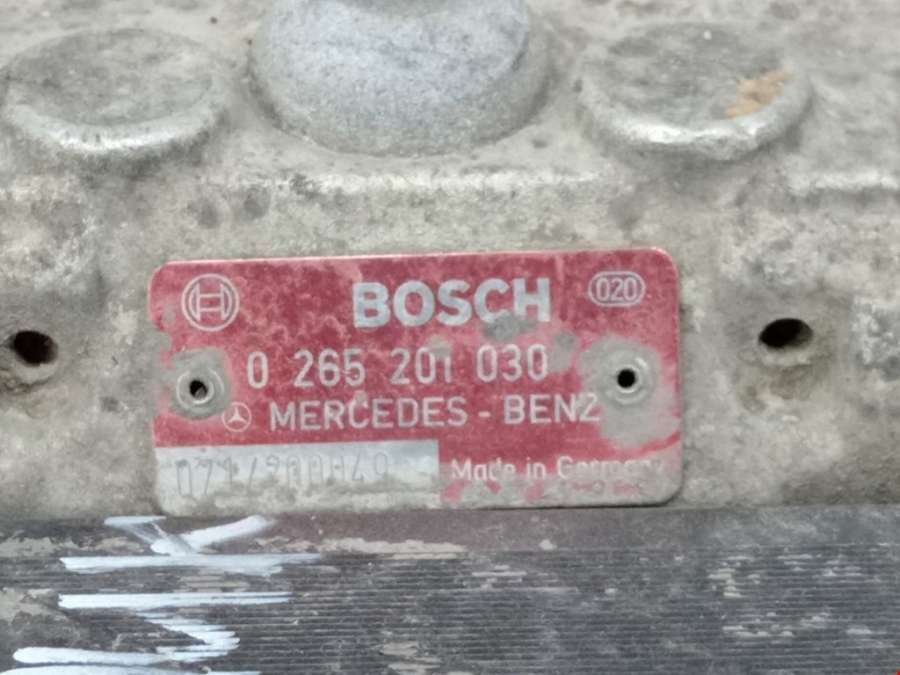 BOSCH 020
0 265 201 030
MERCEDES - BENZ
Made in Germany